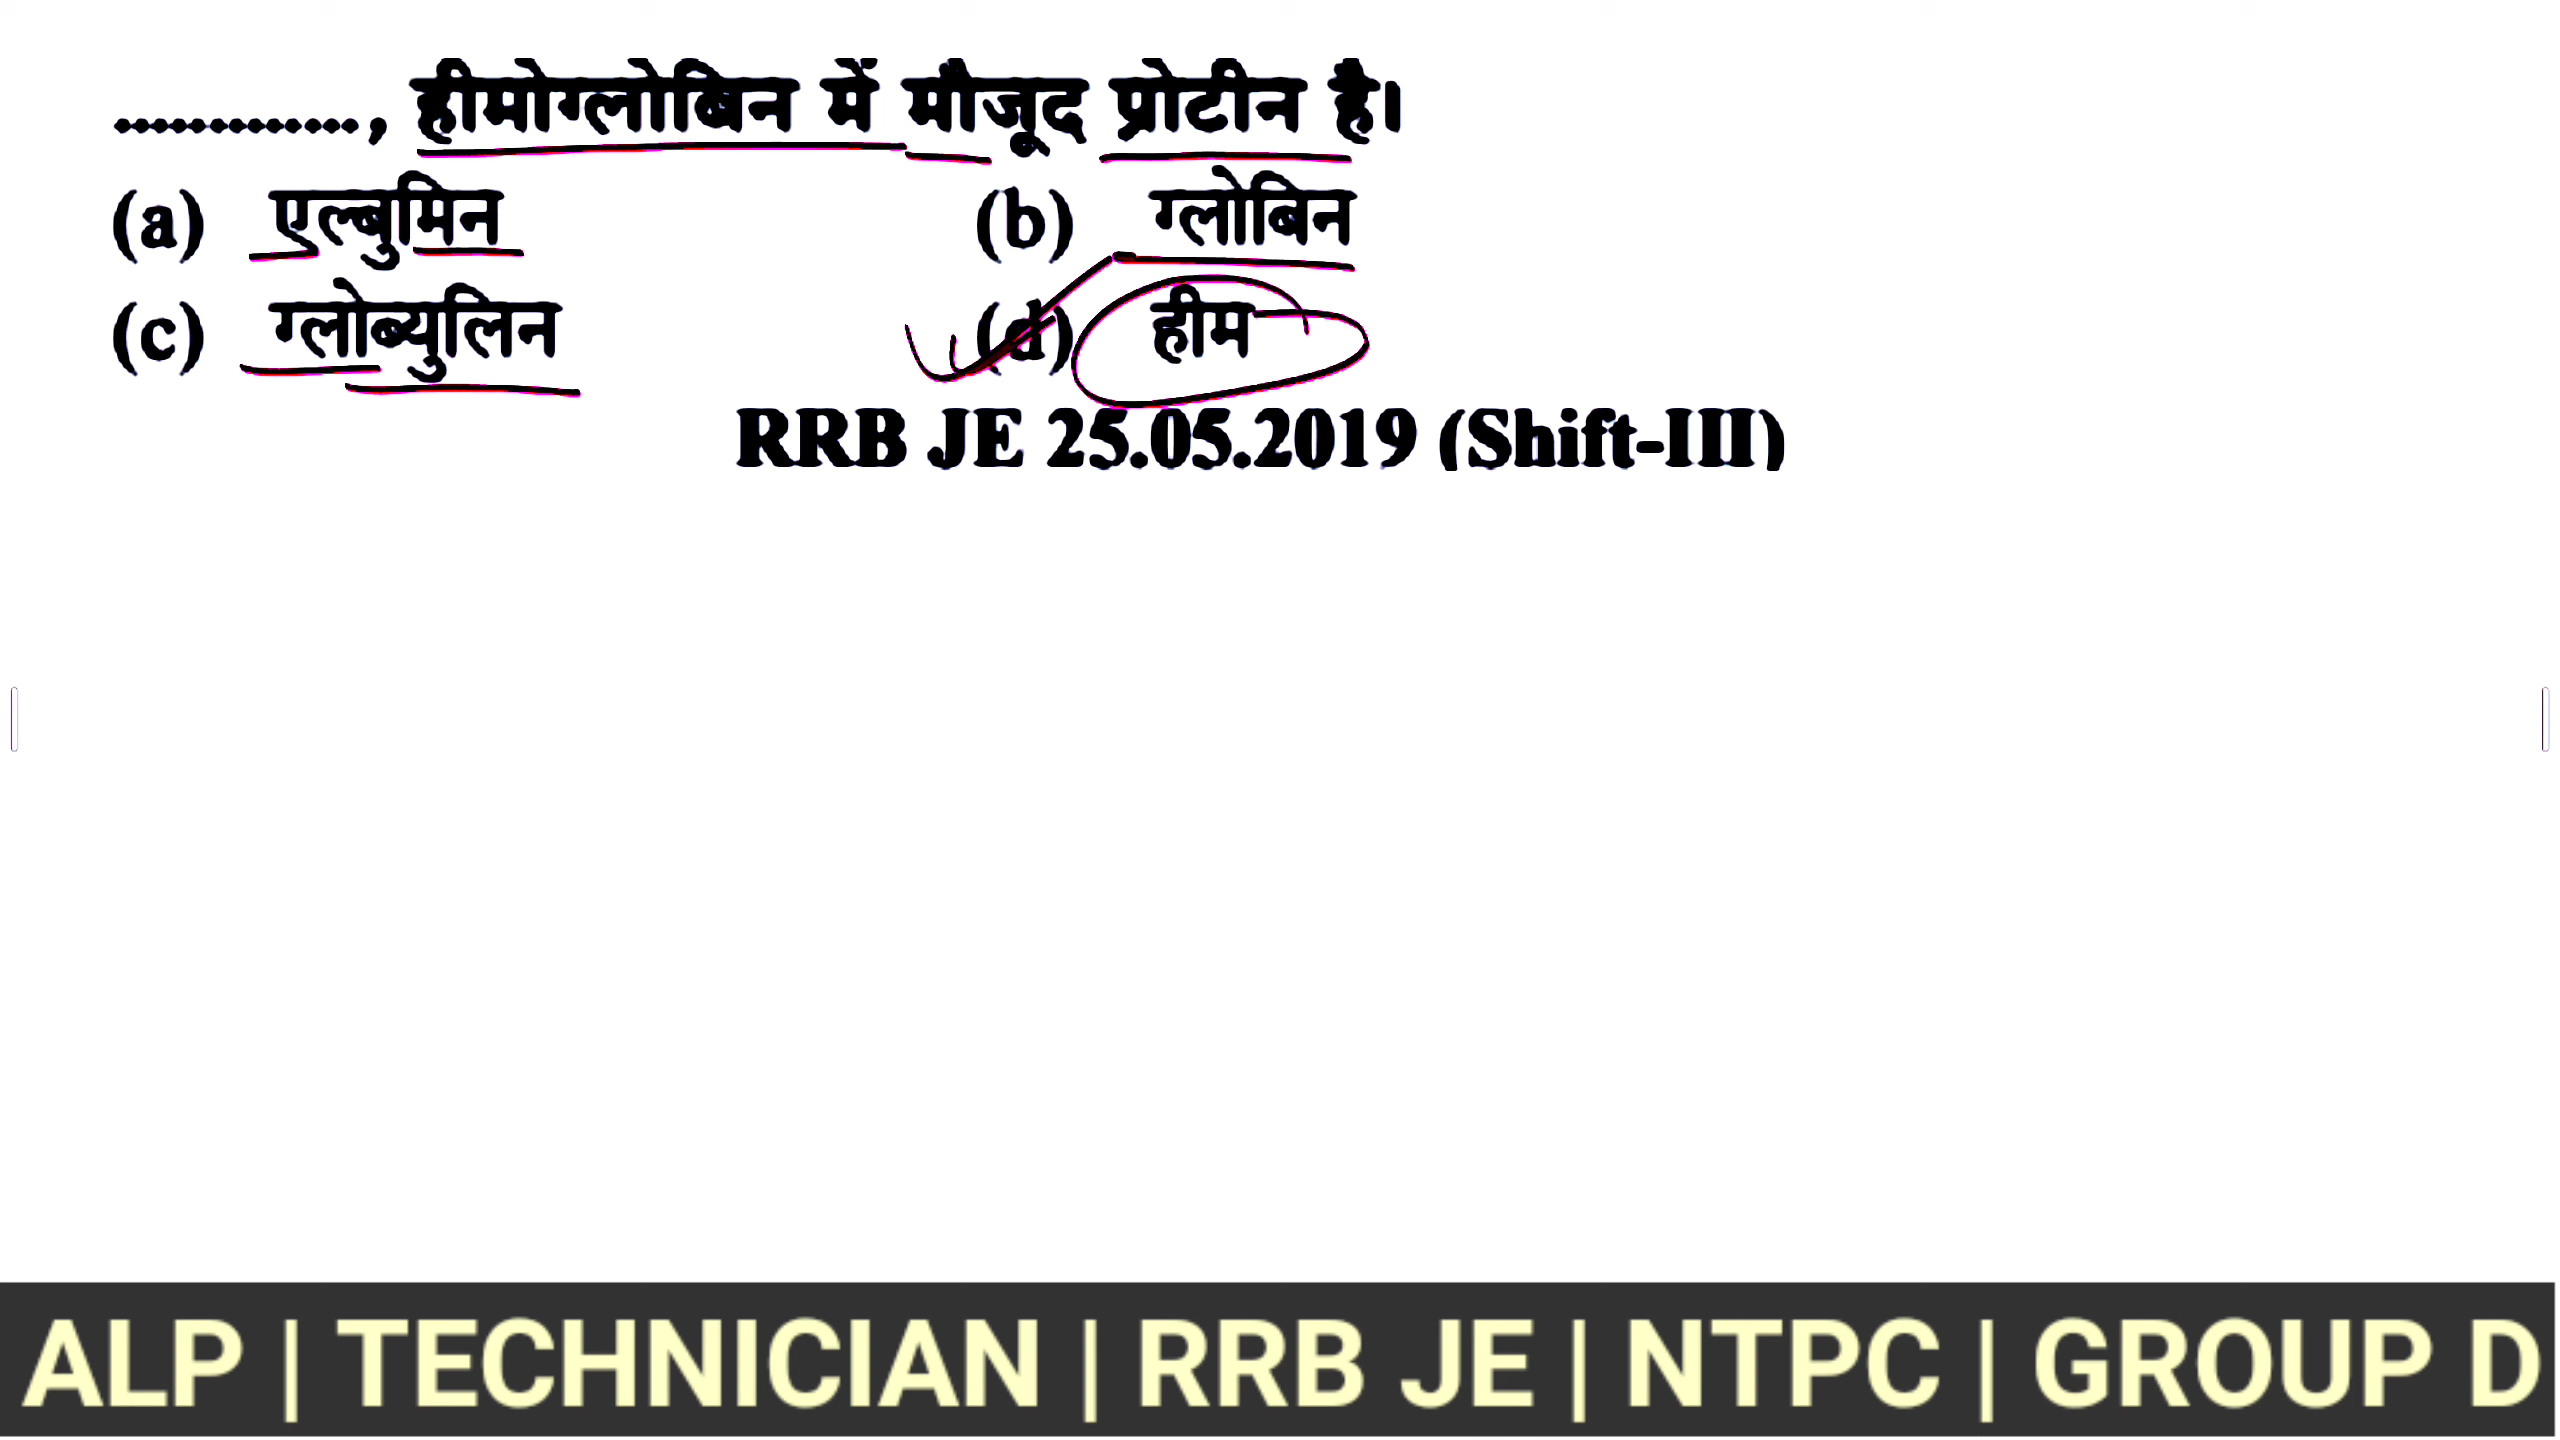 ............., हीमोग्लोबिन में मौजूद प्रोटीन है।
(a) एल्बुमिन (b) ग्लोबिन
(c) ग्लोब्युलिन (d) हीम
RRB JE 25.05.2019 (Shift-III)
ALP | TECHNICIAN | RRB JE | NTPC | GROUP D